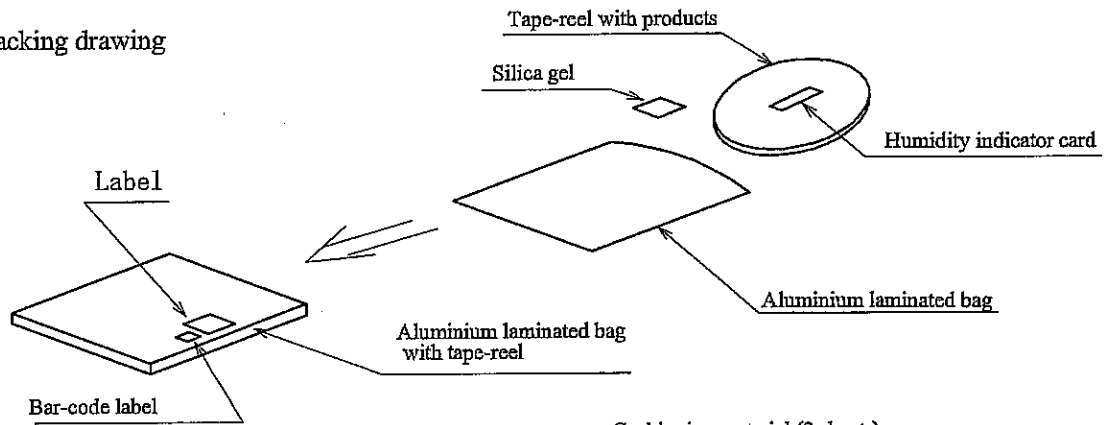 acking drawing
Tape-reel with products
Silica gel
Humidity indicator card
Label
Aluminium laminated bag
Aluminium laminated bag
with tape-reel
Bar-code label